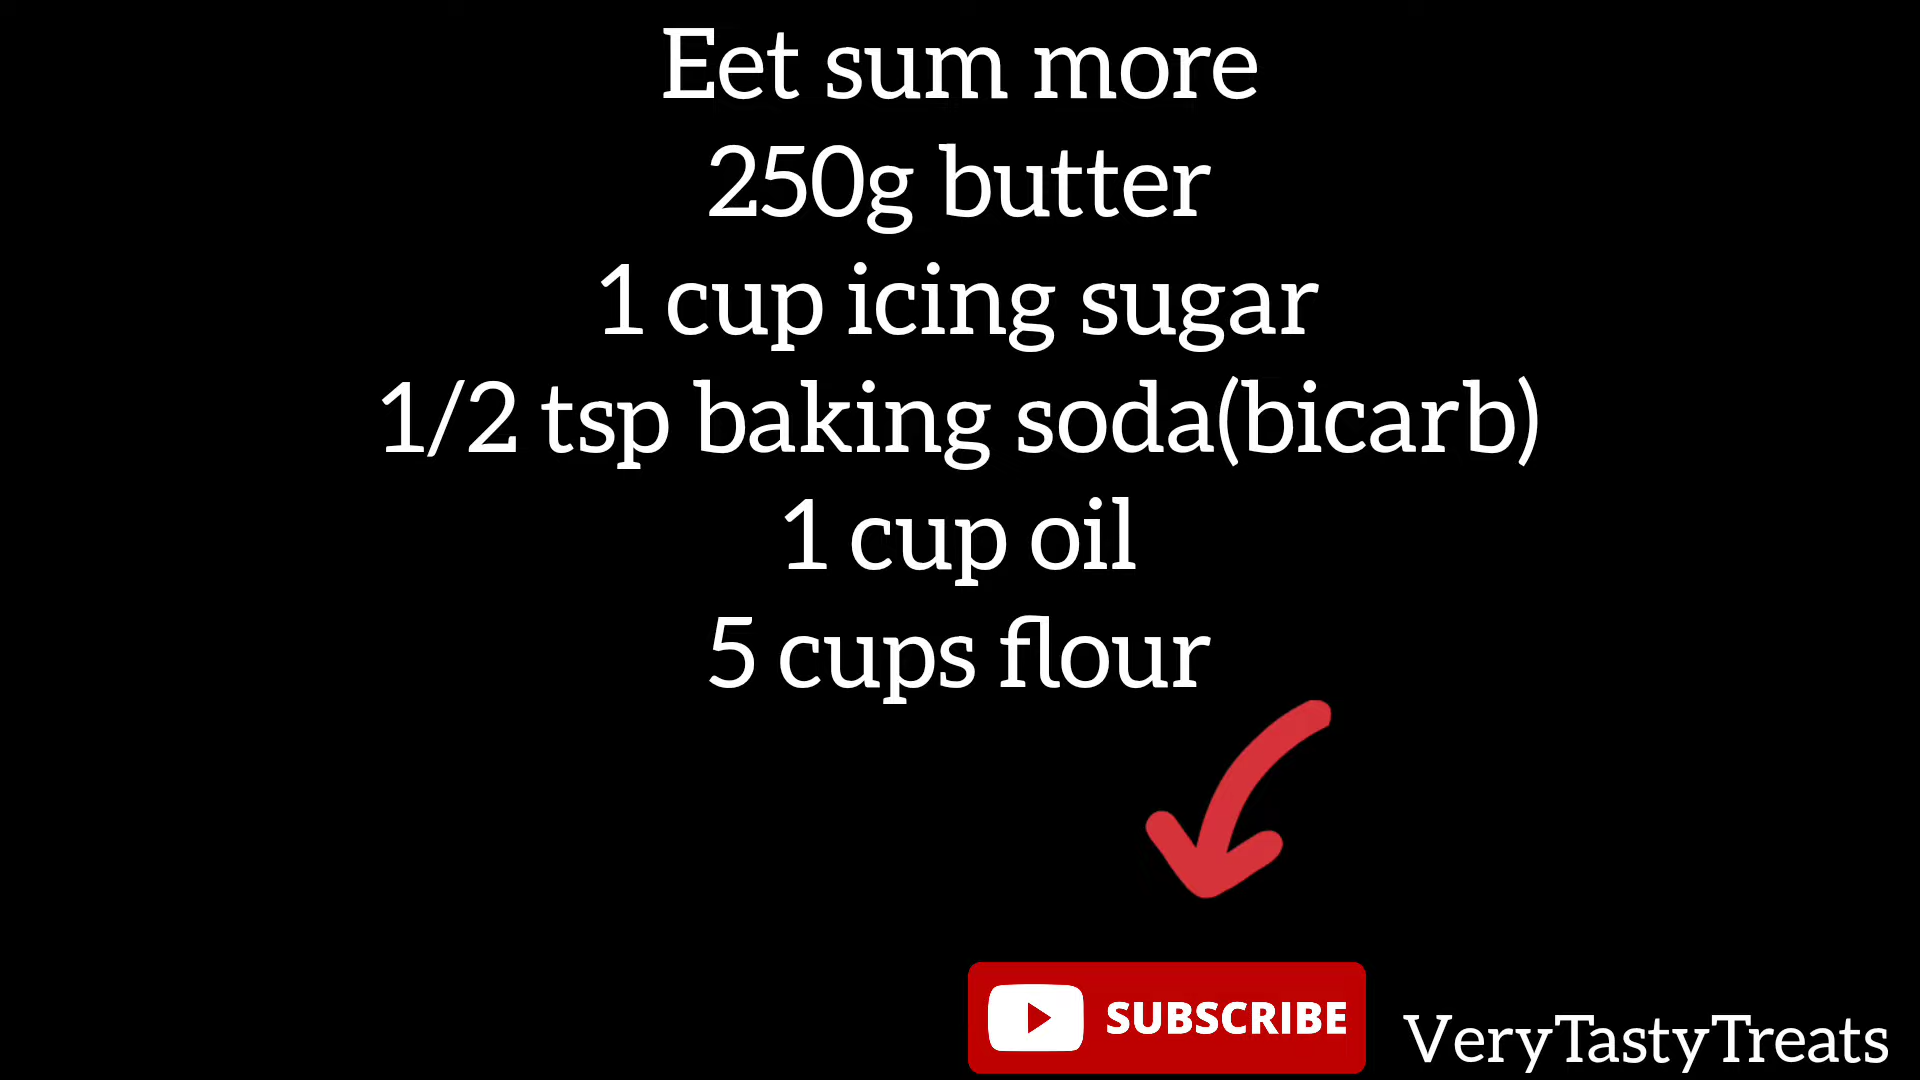 Eet sum more
250g butter
1 cup icing sugar
1/2 tsp baking soda(bicarb)
1 cup oil
5 cups flour
SUBSCRIBE
VeryTastyTreats